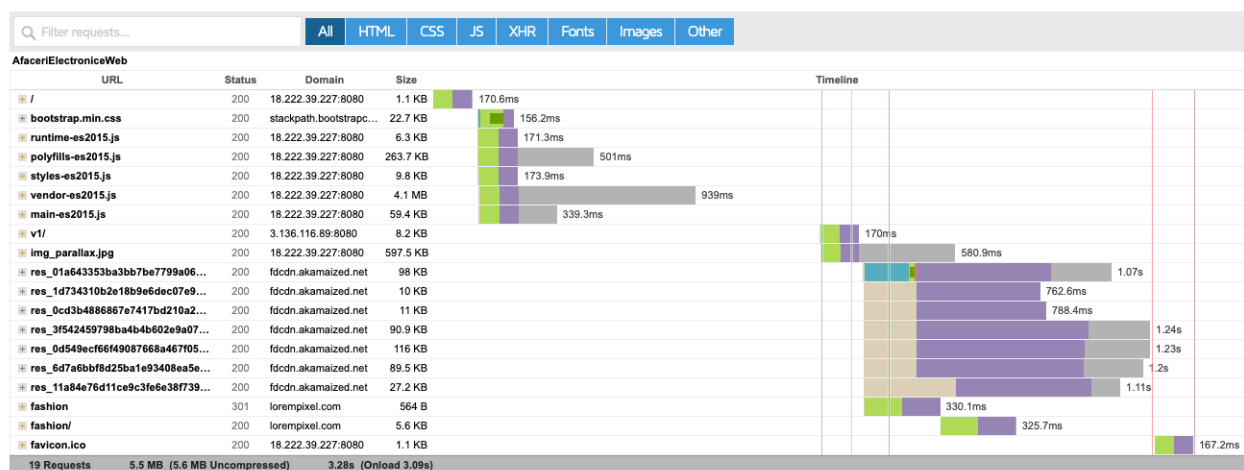 Filter requests...
All HTML CSS JS XHR Fonts Images Other
AfaceriElectroniceWeb
URL Status Domain Size Timeline
/ 200 18.222.39.227:8080 1.1 KB 170.6ms
bootstrap.min.css 200 stackpath.bootstrapc... 22.7 KB 156.2ms
runtime-es2015.js 200 18.222.39.227:8080 6.3 KB 171.3ms
polyfills-es2015.js 200 18.222.39.227:8080 263.7 KB 501ms
styles-es2015.js 200 18.222.39.227:8080 9.8 KB 173.9ms
vendor-es2015.js 200 18.222.39.227:8080 4.1 MB 939ms
main-es2015.js 200 18.222.39.227:8080 59.4 KB 339.3ms
v1/ 200 3.136.116.89:8080 8.2 KB 170ms
img_parallax.jpg 200 18.222.39.227:8080 597.5 KB 580.9ms
res_01a643353ba3bb7be7799a06... 200 fdcdn.akamaized.net 98 KB 1.07s
res_1d734310b2e18b9e6dec07e9... 200 fdcdn.akamaized.net 10 KB 762.6ms
res_0cd3b4886867e7417bd210a2... 200 fdcdn.akamaized.net 11 KB 788.4ms
res_3f542459798ba4b4b602e9a07... 200 fdcdn.akamaized.net 90.9 KB 1.24s
res_0d549ecf66f49087668a467f05... 200 fdcdn.akamaized.net 116 KB 1.23s
res_6d7a6bbf8d25ba1e93408ea5e... 200 fdcdn.akamaized.net 89.5 KB 1.2s
res_11a84e76d11ce9c3fe6e38f739... 200 fdcdn.akamaized.net 27.2 KB 1.11s
fashion 301 lorempixel.com 564 B 330.1ms
fashion/ 200 lorempixel.com 5.6 KB 325.7ms
favicon.ico 200 18.222.39.227:8080 1.1 KB 167.2ms
19 Requests 5.5 MB (5.6 MB Uncompressed) 3.28s (Onload 3.09s)